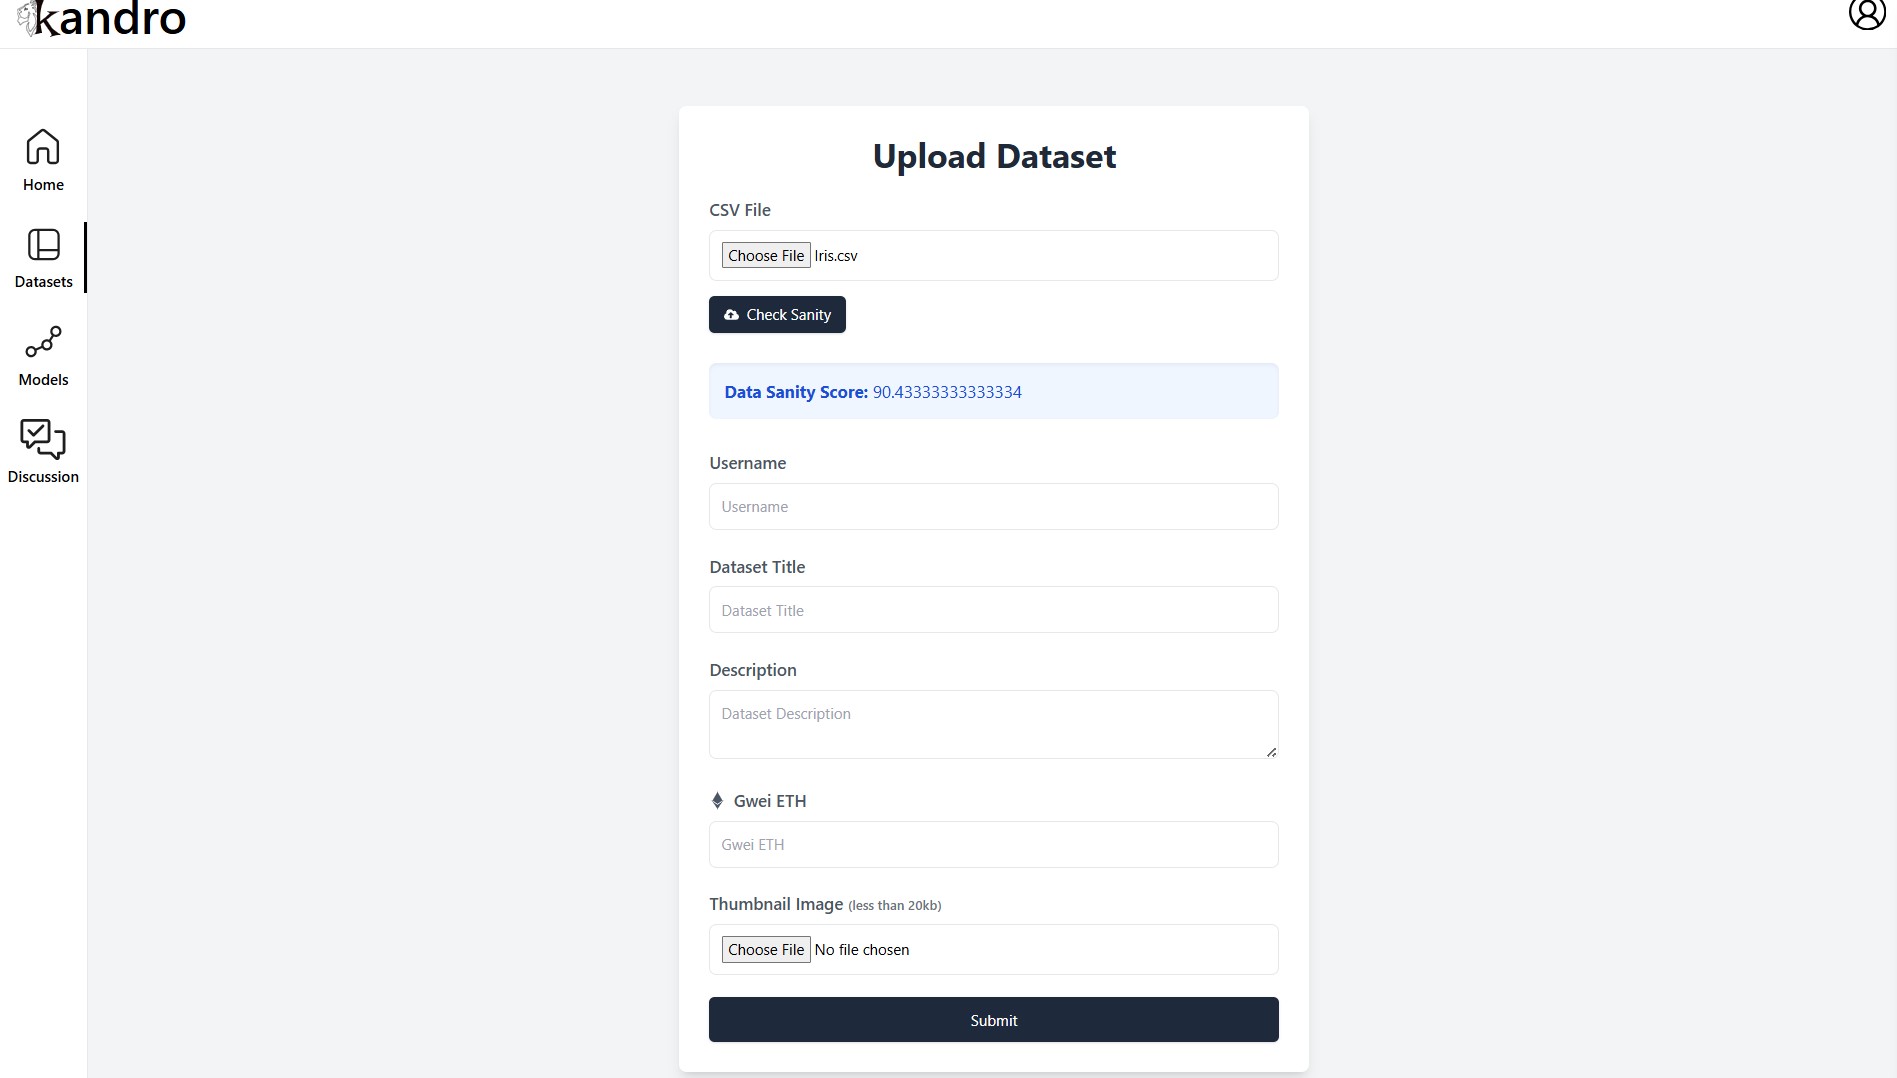 kandro
Home
Datasets
Models
Discussion
Upload Dataset
CSV File
Choose File Iris.csv
Check Sanity
Data Sanity Score: 90.43333333333334
Username
Username
Dataset Title
Dataset Title
Description
Dataset Description
Gwei ETH
Gwei ETH
Thumbnail Image (less than 20kb)
Choose File No file chosen
Submit